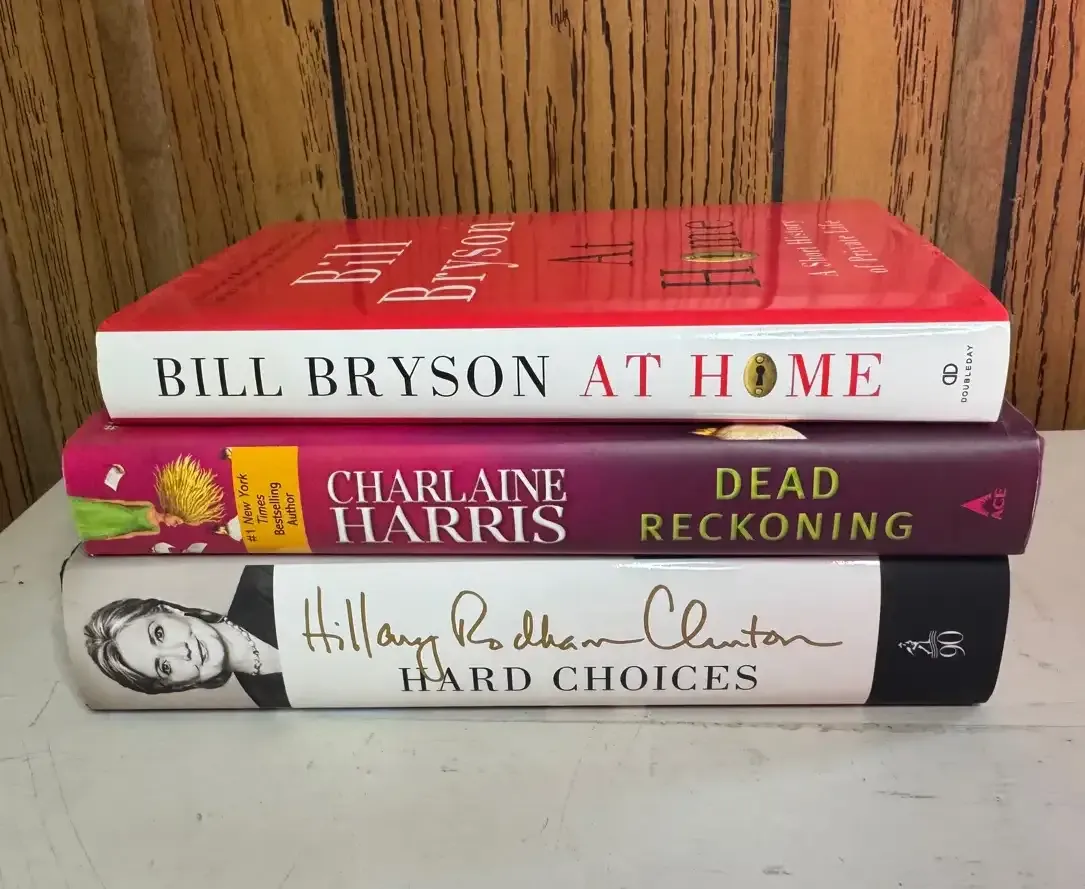 Bill
Bryson
At
Home
A Short History
of Private Life
BILL BRYSON AT HOME
DOUBLEDAY
#1 New York
Times
Bestselling
Author
CHARLAINE
HARRIS
DEAD
RECKONING
ACE
Hillary Rodham Clinton
HARD CHOICES
90